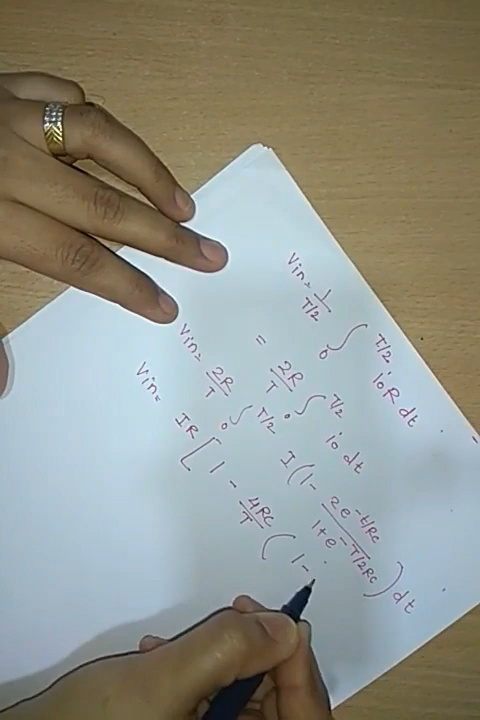 Vin = 1/T/2 ∫₀^T/2 i₀R dt
= 2R/T ∫₀^T/2 i₀ dt
Vin = 2R/T ∫₀^T/2 I(1 - 2e^-t/RC / 1+e^-T/2RC) dt
Vin = IR [1 - 4RC/T (1 -